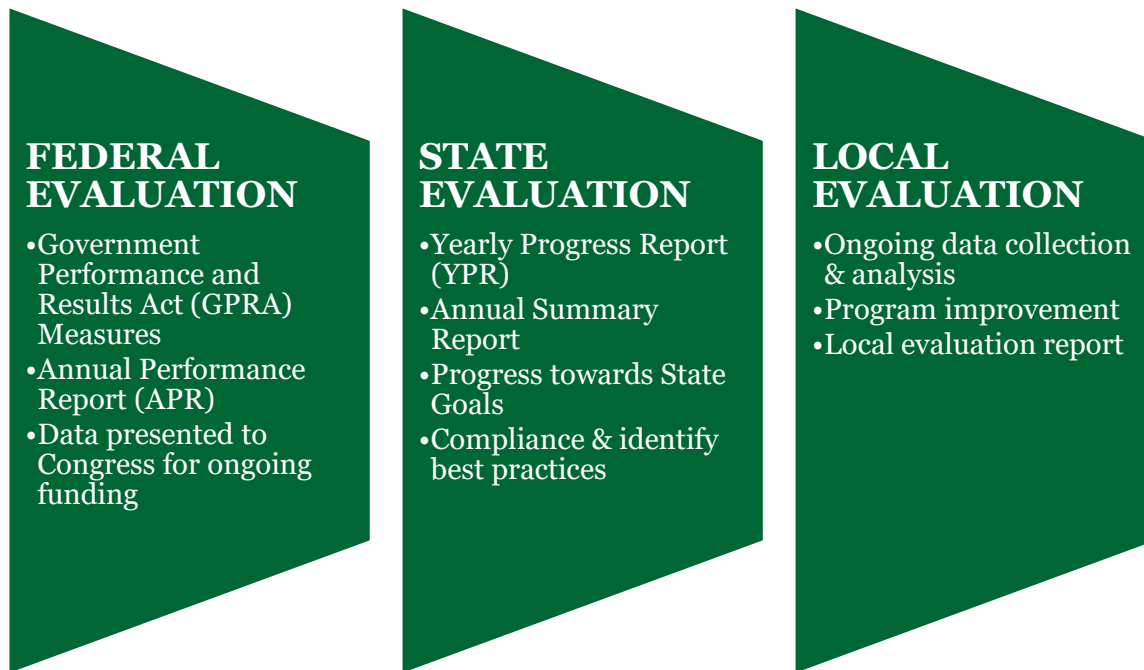 FEDERAL
EVALUATION
•Government
Performance and
Results Act (GPRA)
Measures
•Annual Performance
Report (APR)
•Data presented to
Congress for ongoing
funding
STATE
EVALUATION
•Yearly Progress Report
(YPR)
•Annual Summary
Report
•Progress towards State
Goals
•Compliance & identify
best practices
LOCAL
EVALUATION
•Ongoing data collection
& analysis
•Program improvement
•Local evaluation report